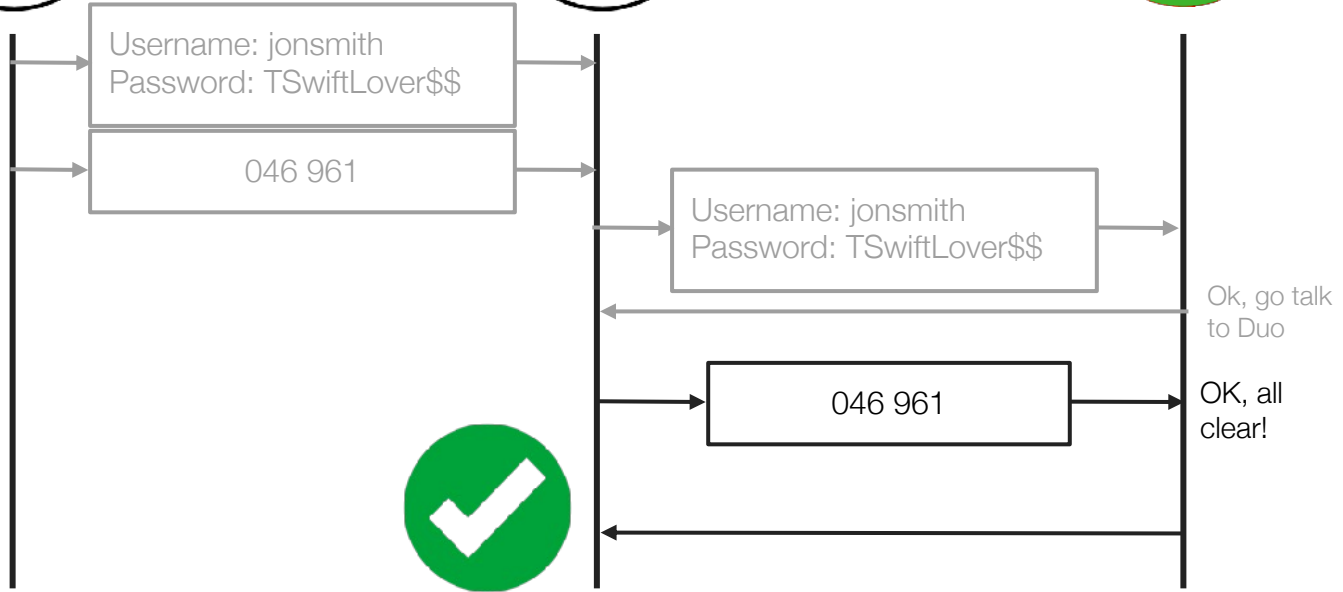 Username: jonsmith
Password: TSwiftLover$$
046 961
Username: jonsmith
Password: TSwiftLover$$
Ok, go talk
to Duo
046 961
OK, all
clear!